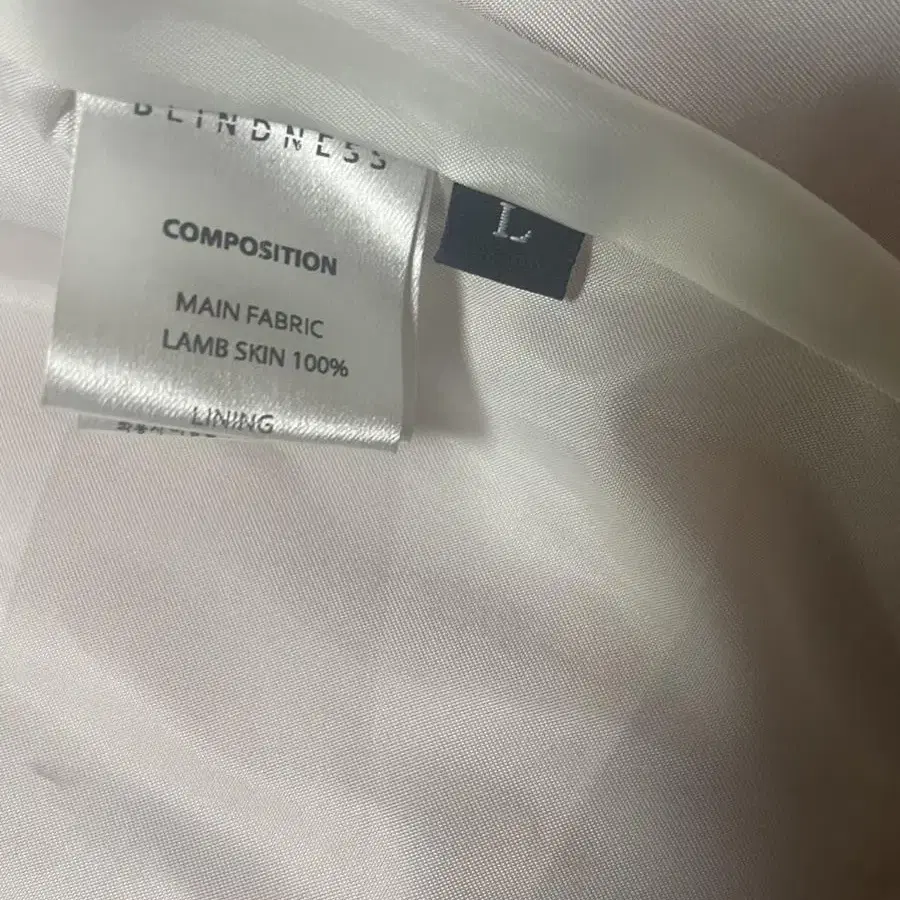 BLINDNESS
L
COMPOSITION
MAIN FABRIC
LAMB SKIN 100%
LINING